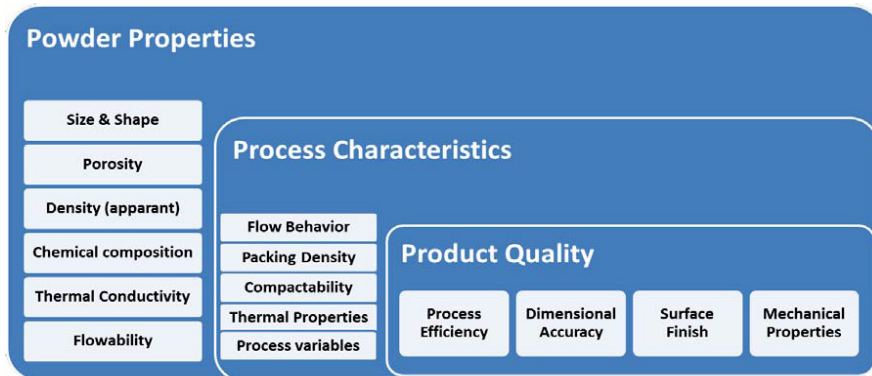 Powder Properties
Size & Shape
Porosity
Density (apparant)
Chemical composition
Thermal Conductivity
Flowability
Process Characteristics
Flow Behavior
Packing Density
Compactability
Thermal Properties
Process variables
Product Quality
Process
Efficiency
Dimensional
Accuracy
Surface
Finish
Mechanical
Properties